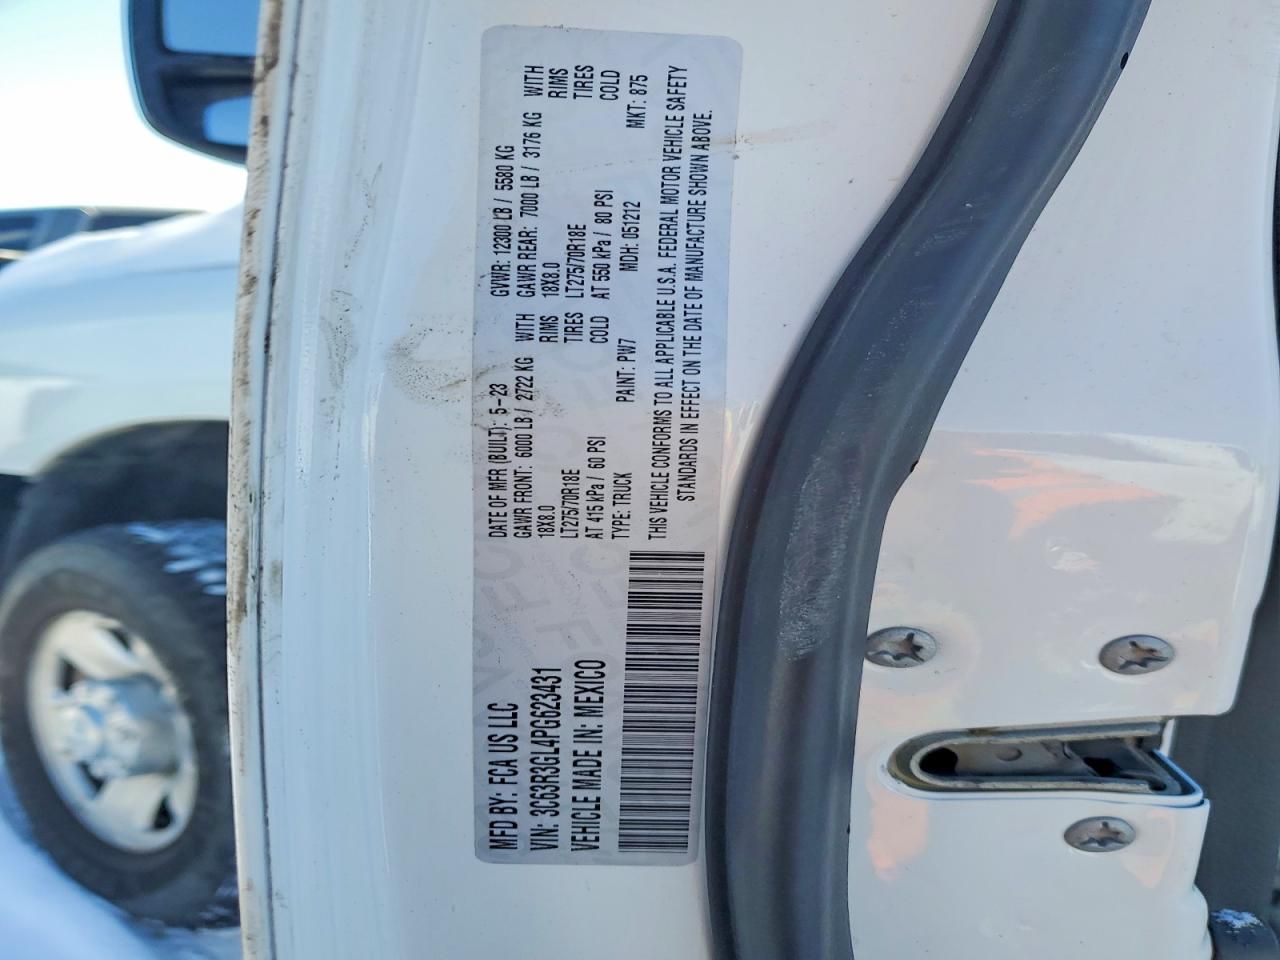 MFD BY: FCA US LLC
DATE OF MFR (BUILT): 5-23
GVWR: 12300 LB / 5580 KG
VIN: 3C63R3GL4PG623431
GAWR FRONT: 6000 LB / 2722 KG WITH
GAWR REAR: 7000 LB / 3176 KG WITH
VEHICLE MADE IN: MEXICO
18X8.0 RIMS
18X8.0 RIMS
LT275/70R18E TIRES
LT275/70R18E TIRES
AT 415 kPa / 60 PSI COLD
AT 550 kPa / 80 PSI COLD
TYPE: TRUCK PAINT: PW7 MDH: 051212 MKT: 875
THIS VEHICLE CONFORMS TO ALL APPLICABLE U.S.A. FEDERAL MOTOR VEHICLE SAFETY
STANDARDS IN EFFECT ON THE DATE OF MANUFACTURE SHOWN ABOVE.